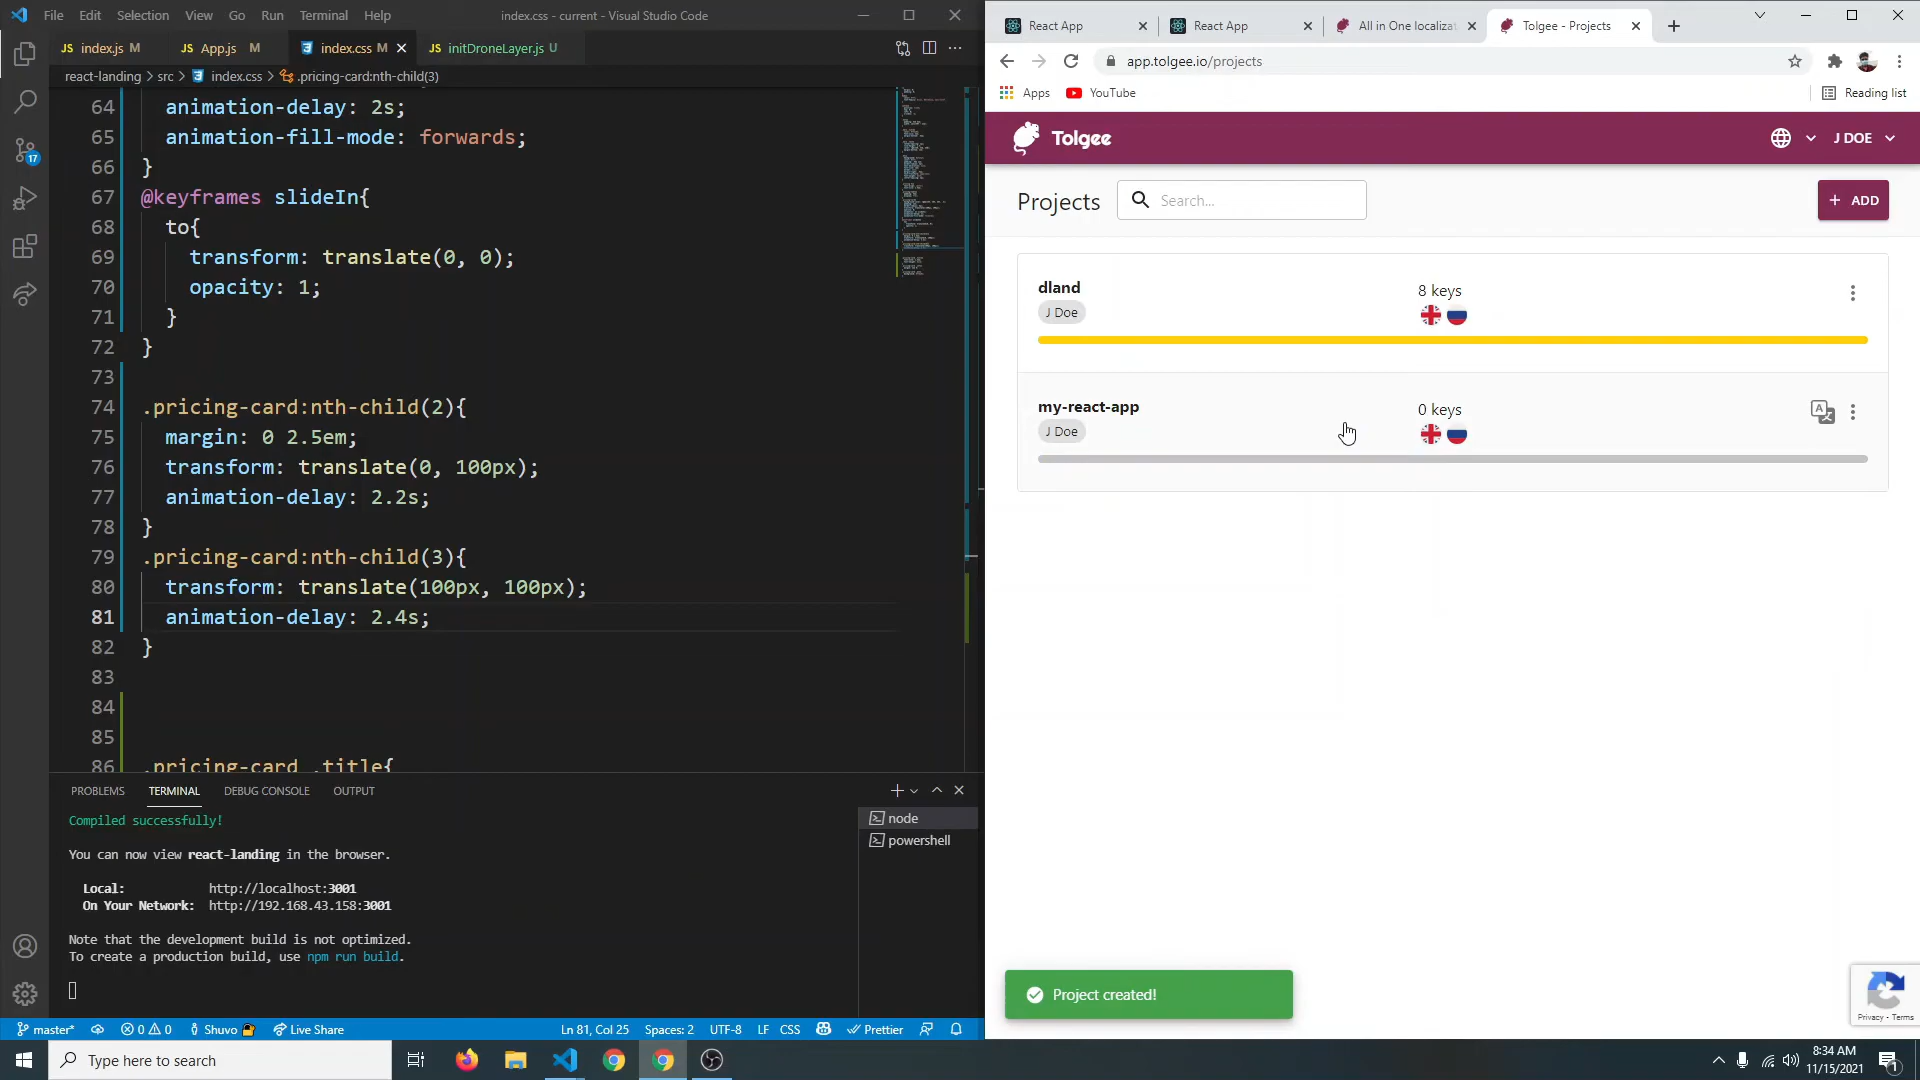 File Edit Selection View Go Run Terminal Help
index.css - current - Visual Studio Code
JS index.js M
JS App.js M
index.css M
JS initDroneLayer.js U
react-landing > src > index.css > .pricing-card:nth-child(3)
64 animation-delay: 2s;
65 animation-fill-mode: forwards;
66 }
67 @keyframes slideIn{
68 to{
69 transform: translate(0, 0);
70 opacity: 1;
71 }
72 }
73
74 .pricing-card:nth-child(2){
75 margin: 0 2.5em;
76 transform: translate(0, 100px);
77 animation-delay: 2.2s;
78 }
79 .pricing-card:nth-child(3){
80 transform: translate(100px, 100px);
81 animation-delay: 2.4s;
82 }
83
84
85
86 .pricing-card .title{
17
PROBLEMS TERMINAL DEBUG CONSOLE OUTPUT
node
powershell
Compiled successfully!
You can now view react-landing in the browser.
Local: http://localhost:3001
On Your Network: http://192.168.43.158:3001
Note that the development build is not optimized.
To create a production build, use npm run build.
master* 0 0 Shuvo Live Share Ln 81, Col 25 Spaces: 2 UTF-8 LF CSS Prettier
React App
React App
All in One localiza
Tolgee - Projects
app.tolgee.io/projects
Apps YouTube Reading list
Tolgee
J DOE
Projects
Search...
+ ADD
dland
J Doe
8 keys
my-react-app
J Doe
0 keys
Project created!
Privacy - Terms
Type here to search
8:34 AM
11/15/2021
1